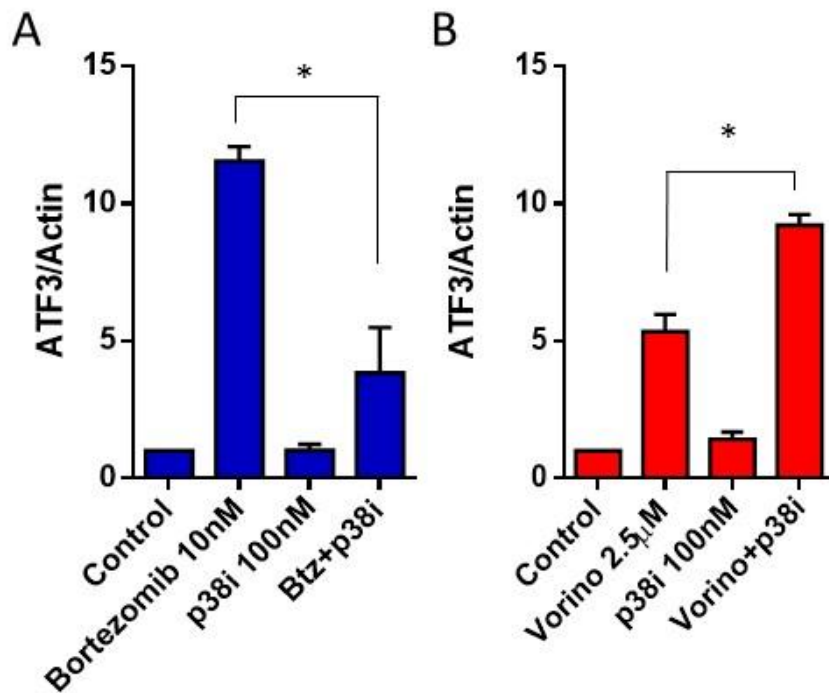 A
15
*
10
ATF3/Actin
5
0
Control
Bortezomib 10nM
p38i 100nM
Btz+p38i
B
15
*
10
ATF3/Actin
5
0
Control
Vorino 2.5μM
p38i 100nM
Vorino+p38i